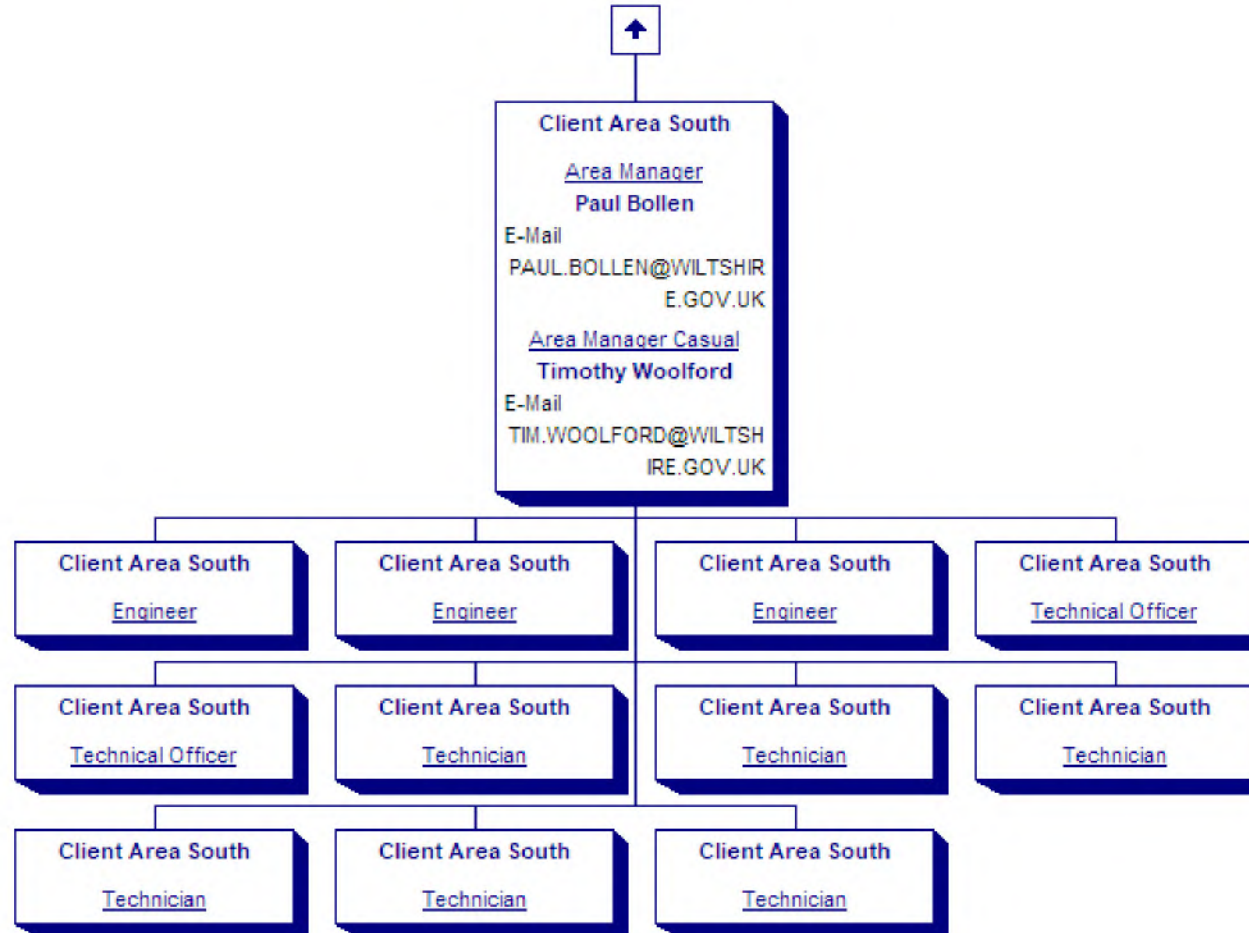 Client Area South
Area Manager
Paul Bollen
E-Mail
PAUL.BOLLEN@WILTSHIR
E.GOV.UK
Area Manager Casual
Timothy Woolford
E-Mail
TIM.WOOLFORD@WILTSH
IRE.GOV.UK
Client Area South
Engineer
Client Area South
Engineer
Client Area South
Engineer
Client Area South
Technical Officer
Client Area South
Technical Officer
Client Area South
Technician
Client Area South
Technician
Client Area South
Technician
Client Area South
Technician
Client Area South
Technician
Client Area South
Technician